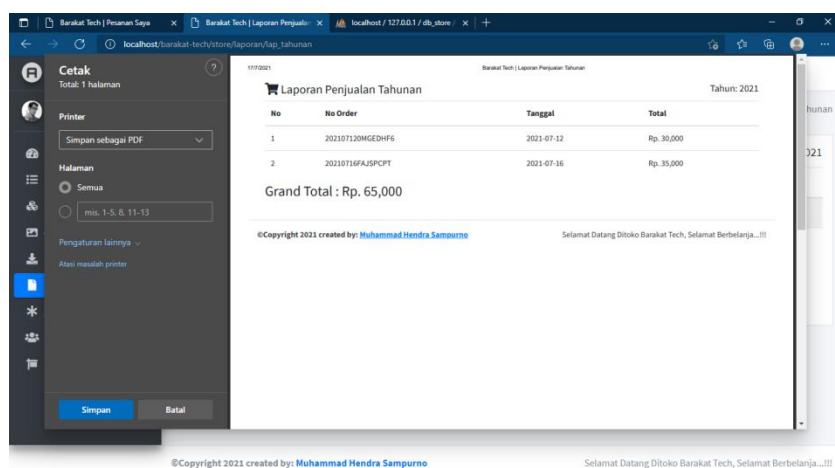 Barakat Tech | Pesanan Saya
Barakat Tech | Laporan Penjualan
localhost / 127.0.0.1 / db_store /
localhost/barakat-tech/store/laporan/lap_tahunan
Cetak
Total: 1 halaman
Printer
Simpan sebagai PDF
Halaman
Semua
mis. 1-5, 8, 11-13
Pengaturan lainnya
Atasi masalah printer
Simpan Batal
17/7/2021 Barakat Tech | Laporan Penjualan Tahunan
Laporan Penjualan Tahunan Tahun: 2021
No No Order Tanggal Total
1 202107120MGEDHF6 2021-07-12 Rp. 30,000
2 20210716FAJSPCPT 2021-07-16 Rp. 35,000
Grand Total : Rp. 65,000
©Copyright 2021 created by: Muhammad Hendra Sampurno Selamat Datang Ditoko Barakat Tech, Selamat Berbelanja...!!!
hunan
021
©Copyright 2021 created by: Muhammad Hendra Sampurno Selamat Datang Ditoko Barakat Tech, Selamat Berbelanja...!!!